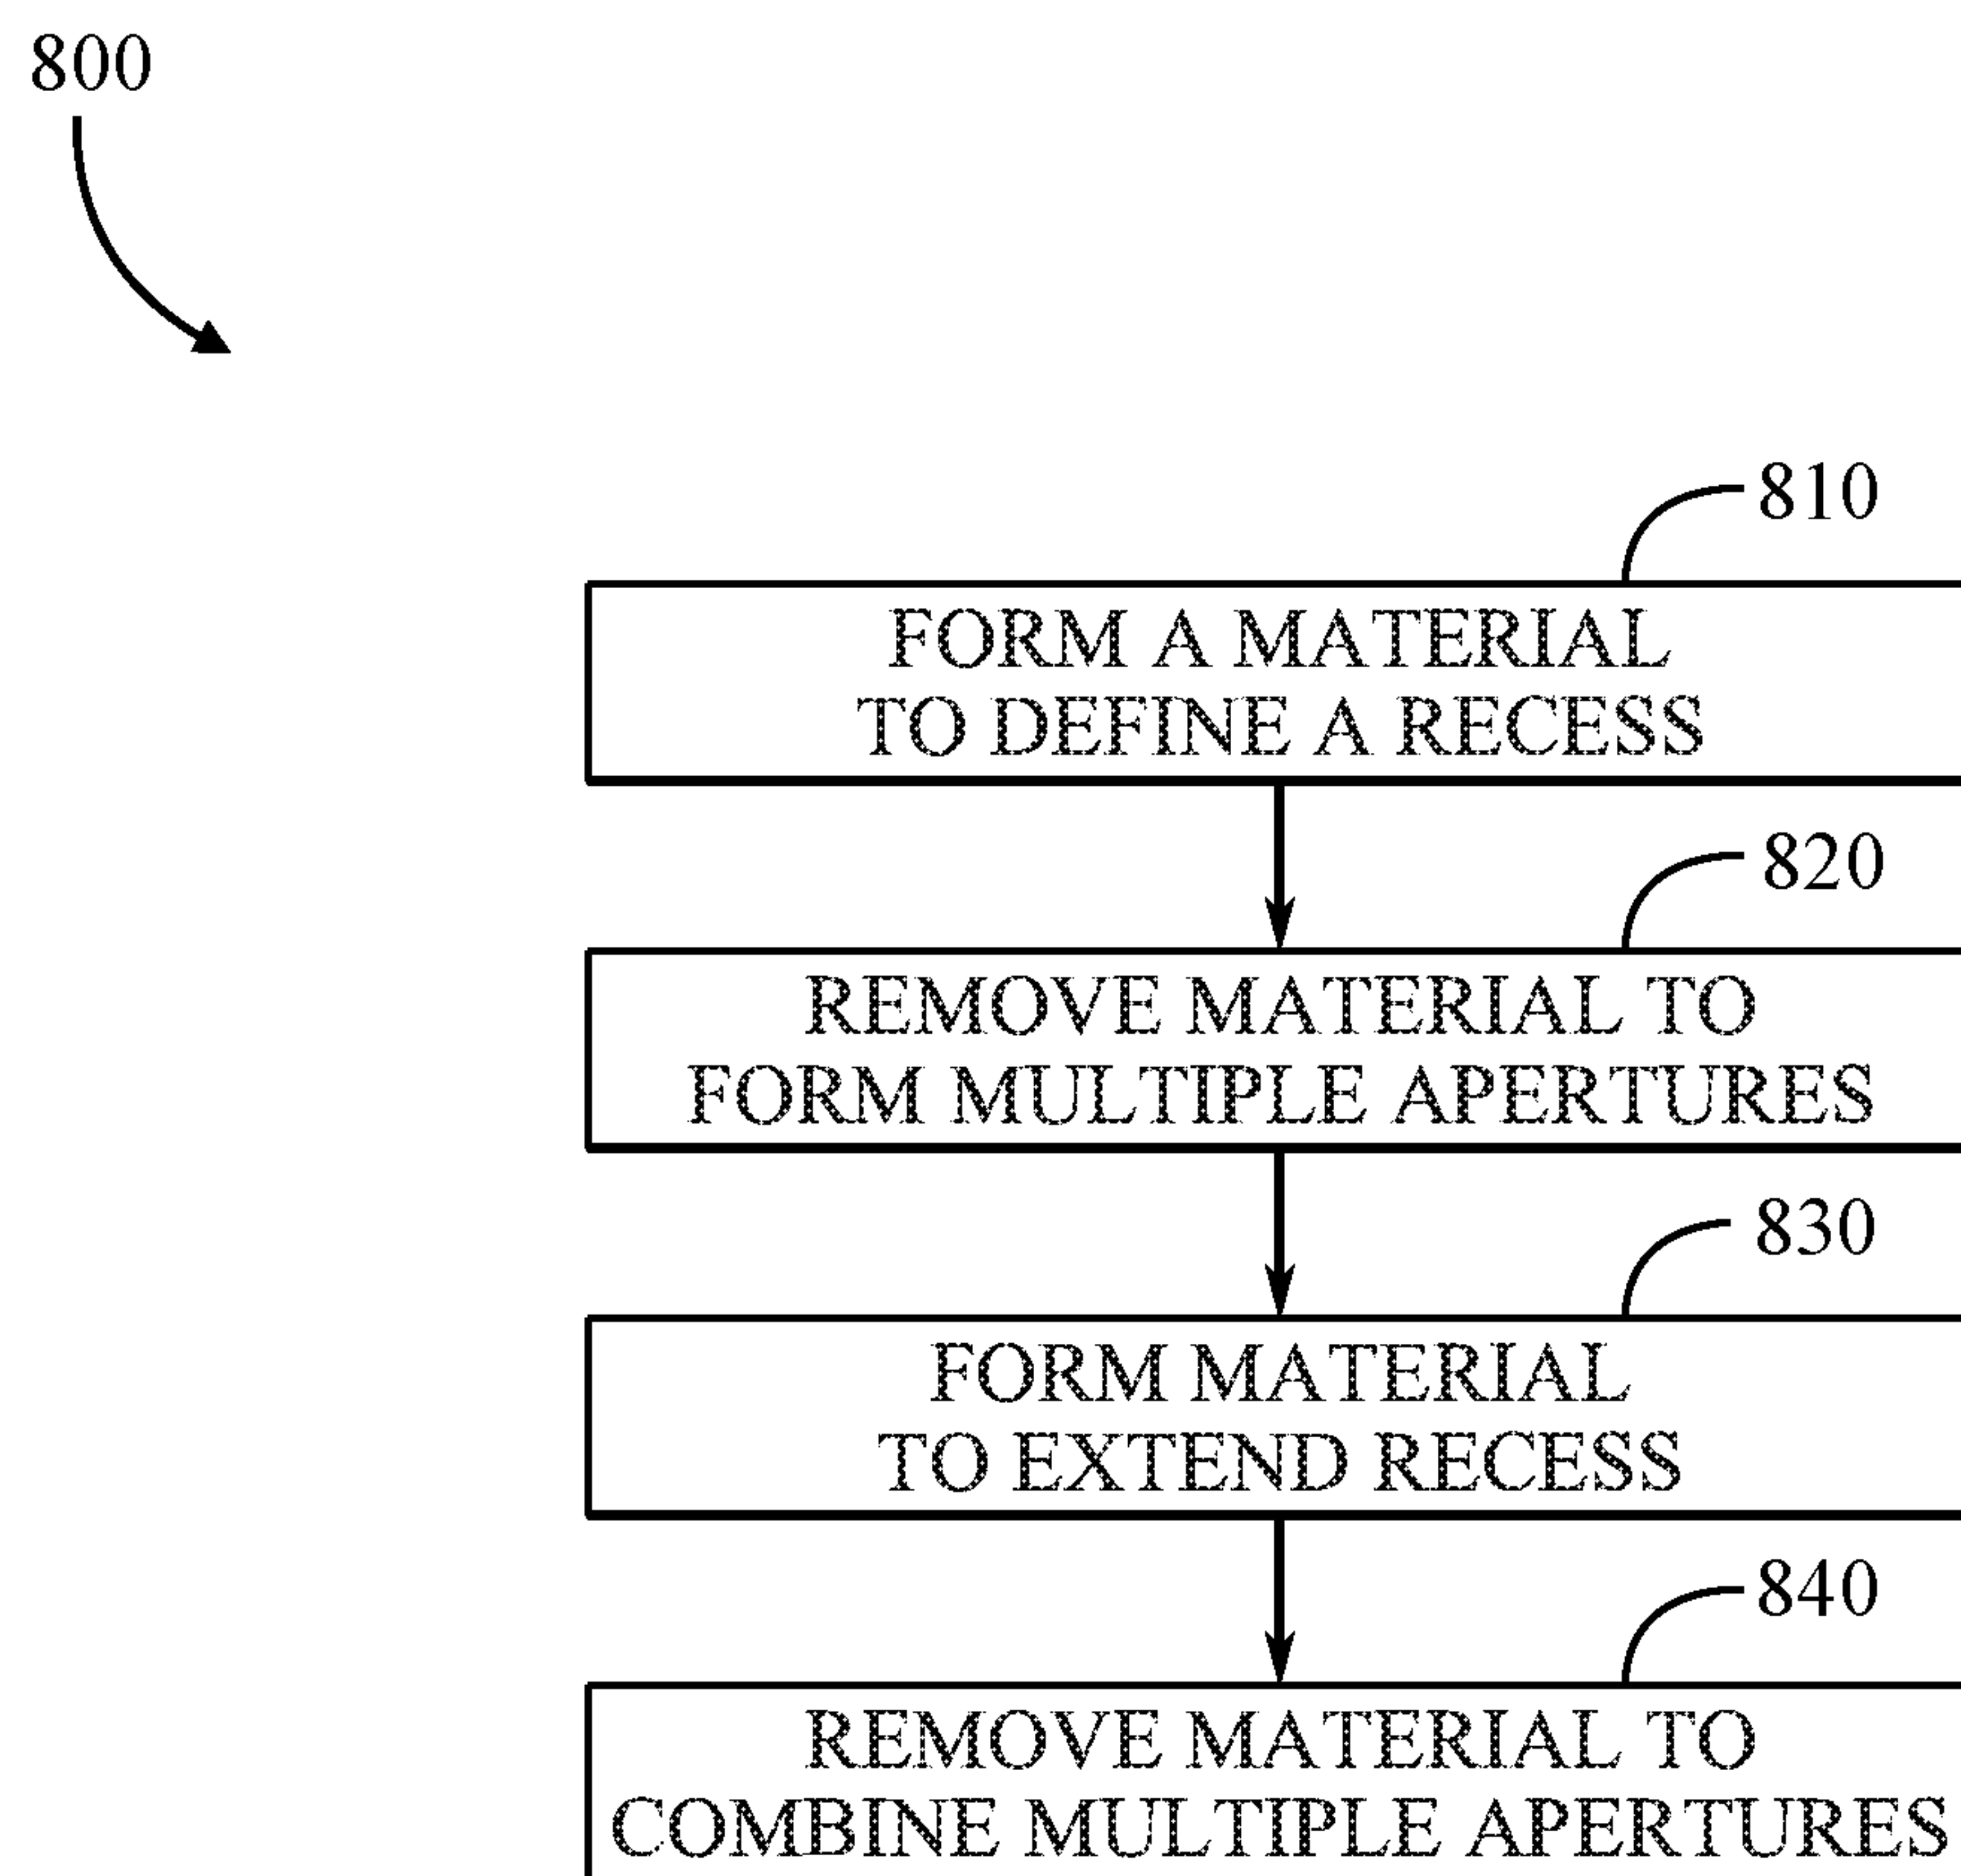 800
810
FORM A MATERIAL
TO DEFINE A RECESS
820
REMOVE MATERIAL TO
FORM MULTIPLE APERTURES
830
FORM MATERIAL
TO EXTEND RECESS
840
REMOVE MATERIAL TO
COMBINE MULTIPLE APERTURES